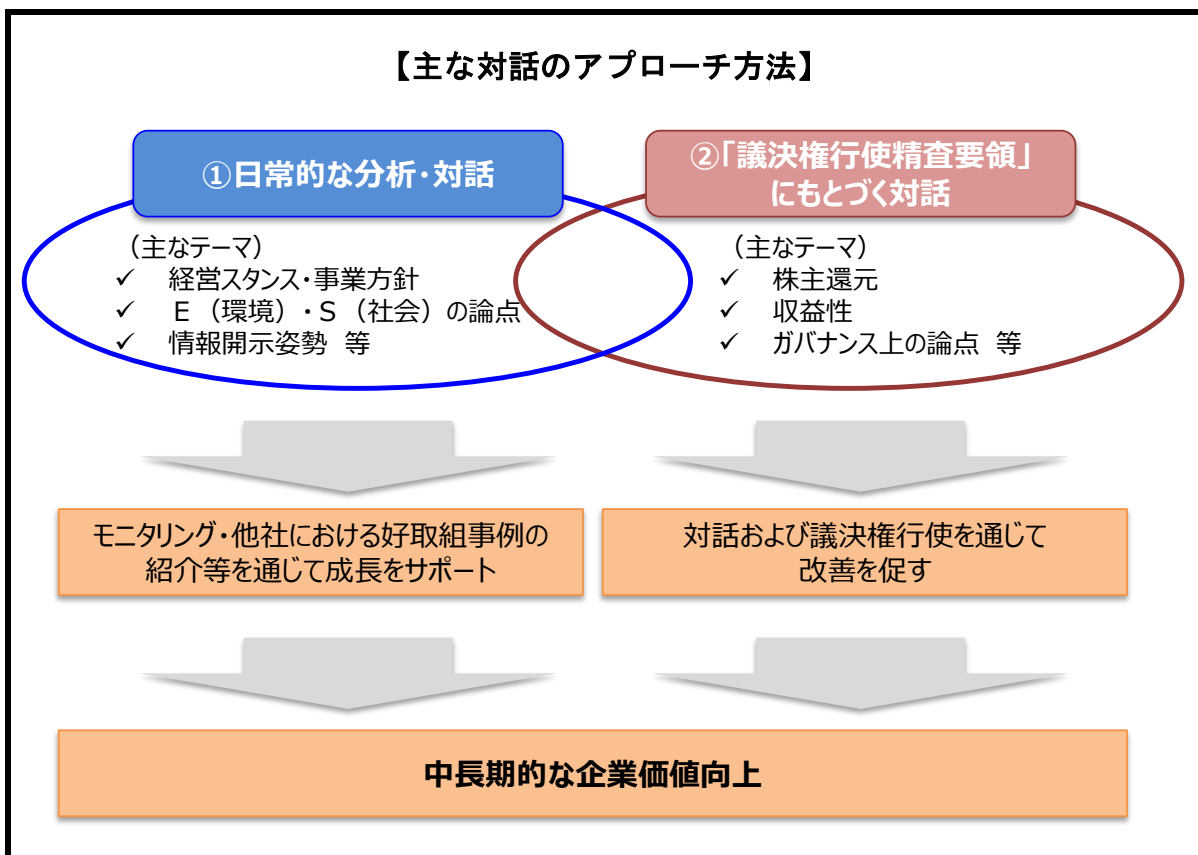 【主な対話のアプローチ方法】
①日常的な分析・対話
（主なテーマ）
✓ 経営スタンス・事業方針
✓ Ｅ（環境）・Ｓ（社会）の論点
✓ 情報開示姿勢 等
②「議決権行使精査要領」
にもとづく対話
（主なテーマ）
✓ 株主還元
✓ 収益性
✓ ガバナンス上の論点 等
モニタリング・他社における好取組事例の
紹介等を通じて成長をサポート
対話および議決権行使を通じて
改善を促す
中長期的な企業価値向上